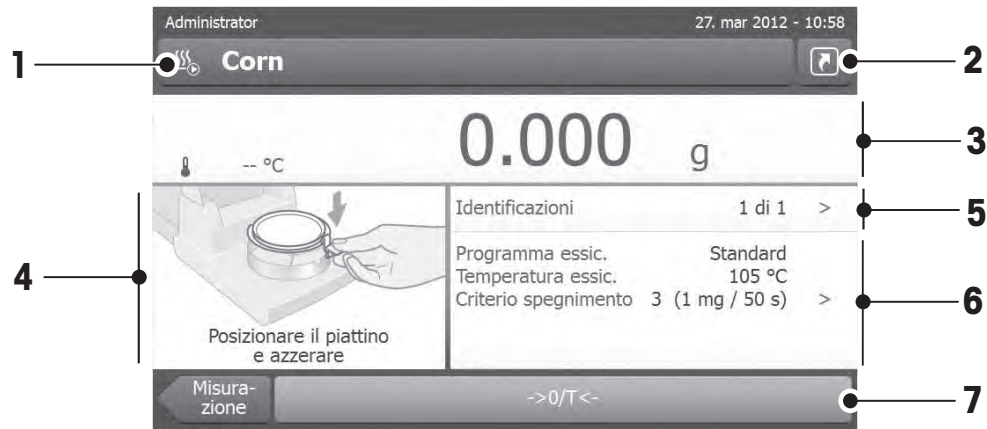 Administrator
27. mar 2012 - 10:58
1
Corn
2
0.000 g
3
-- °C
4
Identificazioni 1 di 1 >
5
Programma essic. Standard
Temperatura essic. 105 °C
Criterio spegnimento 3 (1 mg / 50 s) >
6
Posizionare il piattino
e azzerare
Misura-
zione
->0/T<-
7